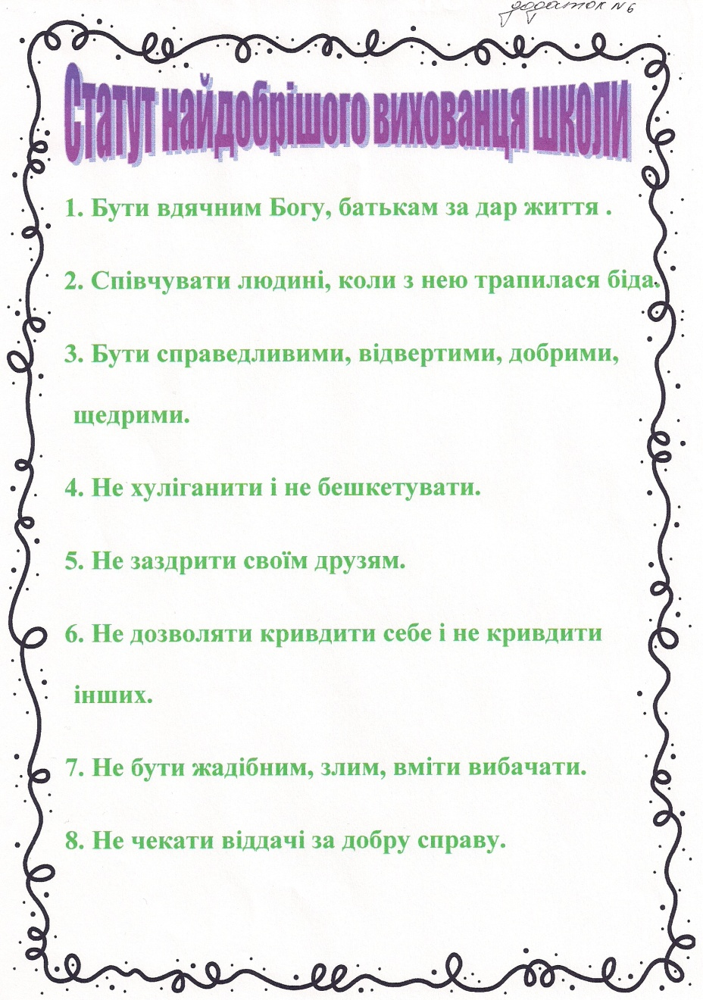 додаток № 6
Статут найдобрішого вихованця школи
1. Бути вдячним Богу, батькам за дар життя .
2. Співчувати людині, коли з нею трапилася біда.
3. Бути справедливими, відвертими, добрими,
щедрими.
4. Не хуліганити і не бешкетувати.
5. Не заздрити своїм друзям.
6. Не дозволяти кривдити себе і не кривдити
інших.
7. Не бути жадібним, злим, вміти вибачати.
8. Не чекати віддачі за добру справу.